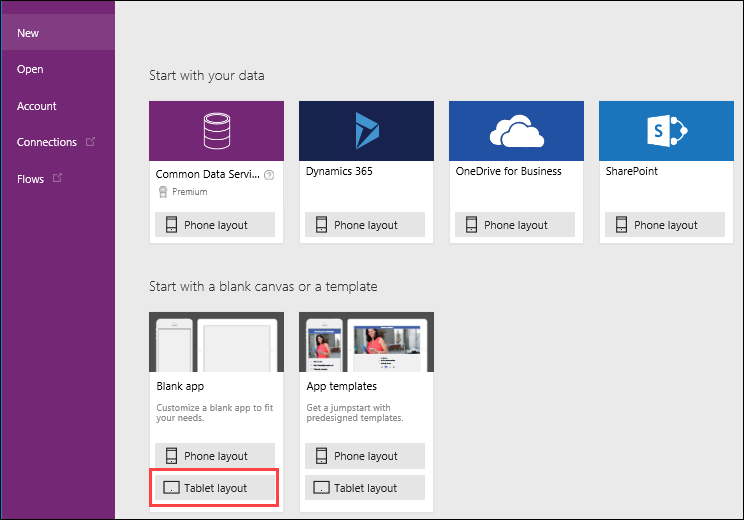 New
Open
Account
Connections
Flows
Start with your data
Common Data Servi... ?
Premium
Phone layout
Dynamics 365
Phone layout
OneDrive for Business
Phone layout
S
SharePoint
Phone layout
Start with a blank canvas or a template
Blank app
Customize a blank app to fit
your needs.
Phone layout
Tablet layout
App templates
Get a jumpstart with
predesigned templates.
Phone layout
Tablet layout